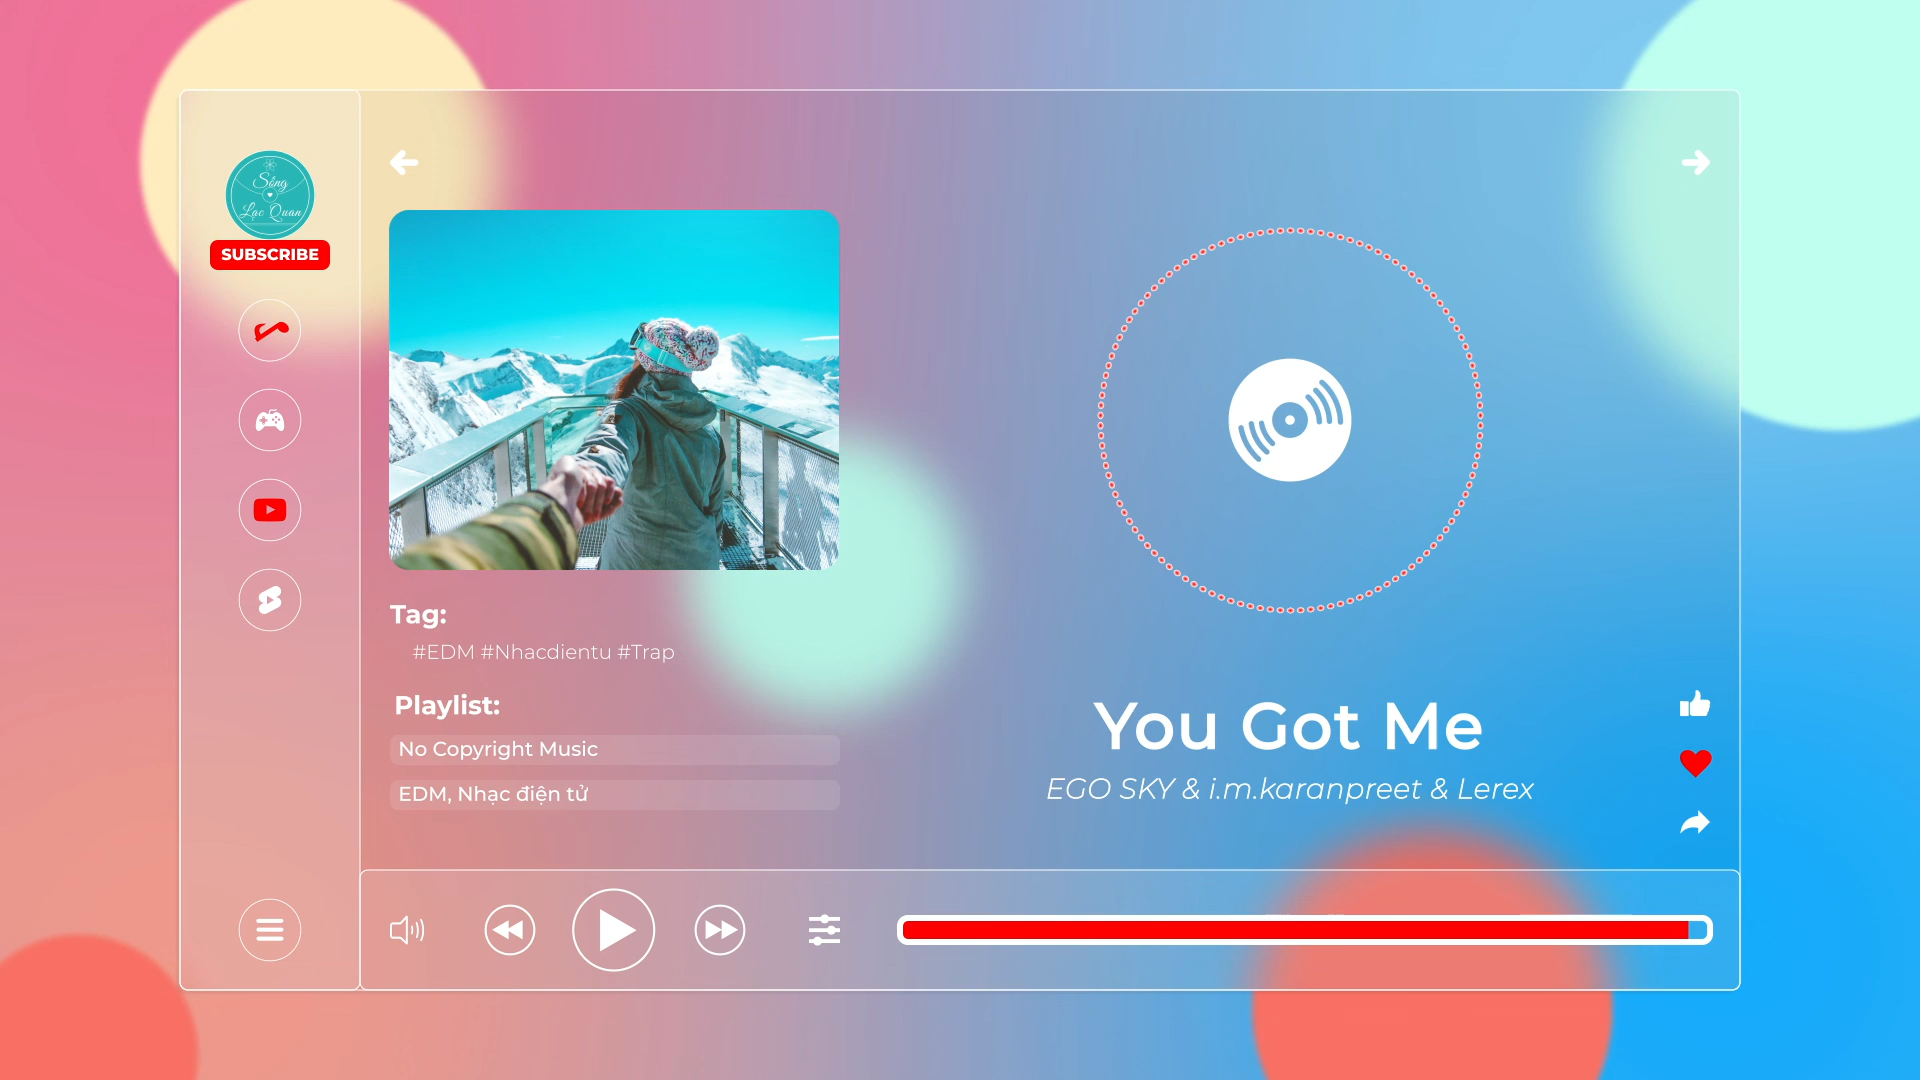 Sống
Lạc Quan
SUBSCRIBE
Tag:
#EDM #Nhacdientu #Trap
Playlist:
No Copyright Music
EDM, Nhạc điện tử
You Got Me
EGO SKY & i.m.karanpreet & Lerex